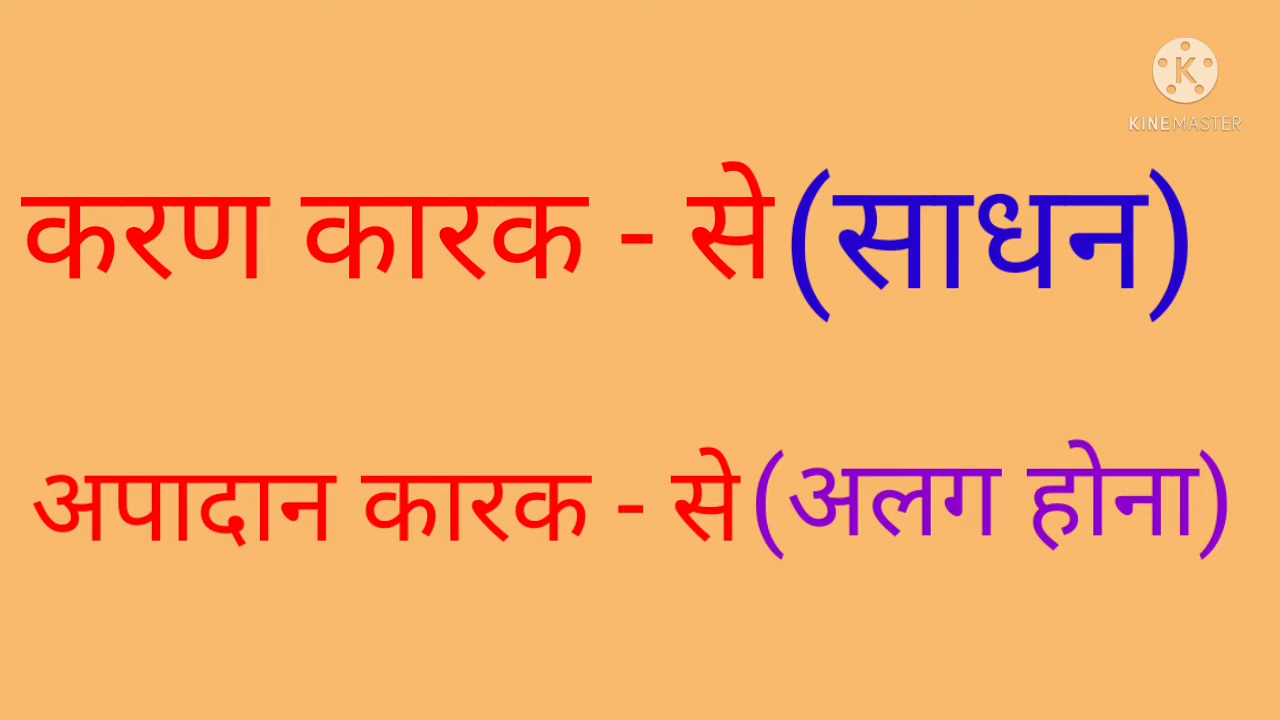 KINEMASTER
करण कारक - से (साधन)
अपादान कारक - से (अलग होना)